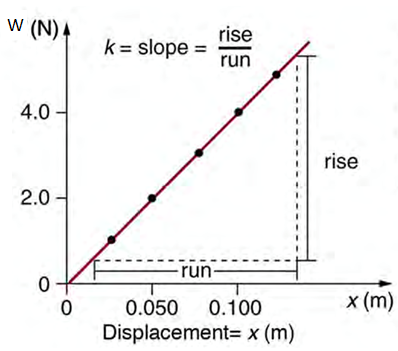 W (N)
k = slope = rise
run
4.0
rise
2.0
run
0
0 0.050 0.100 x (m)
Displacement= x (m)